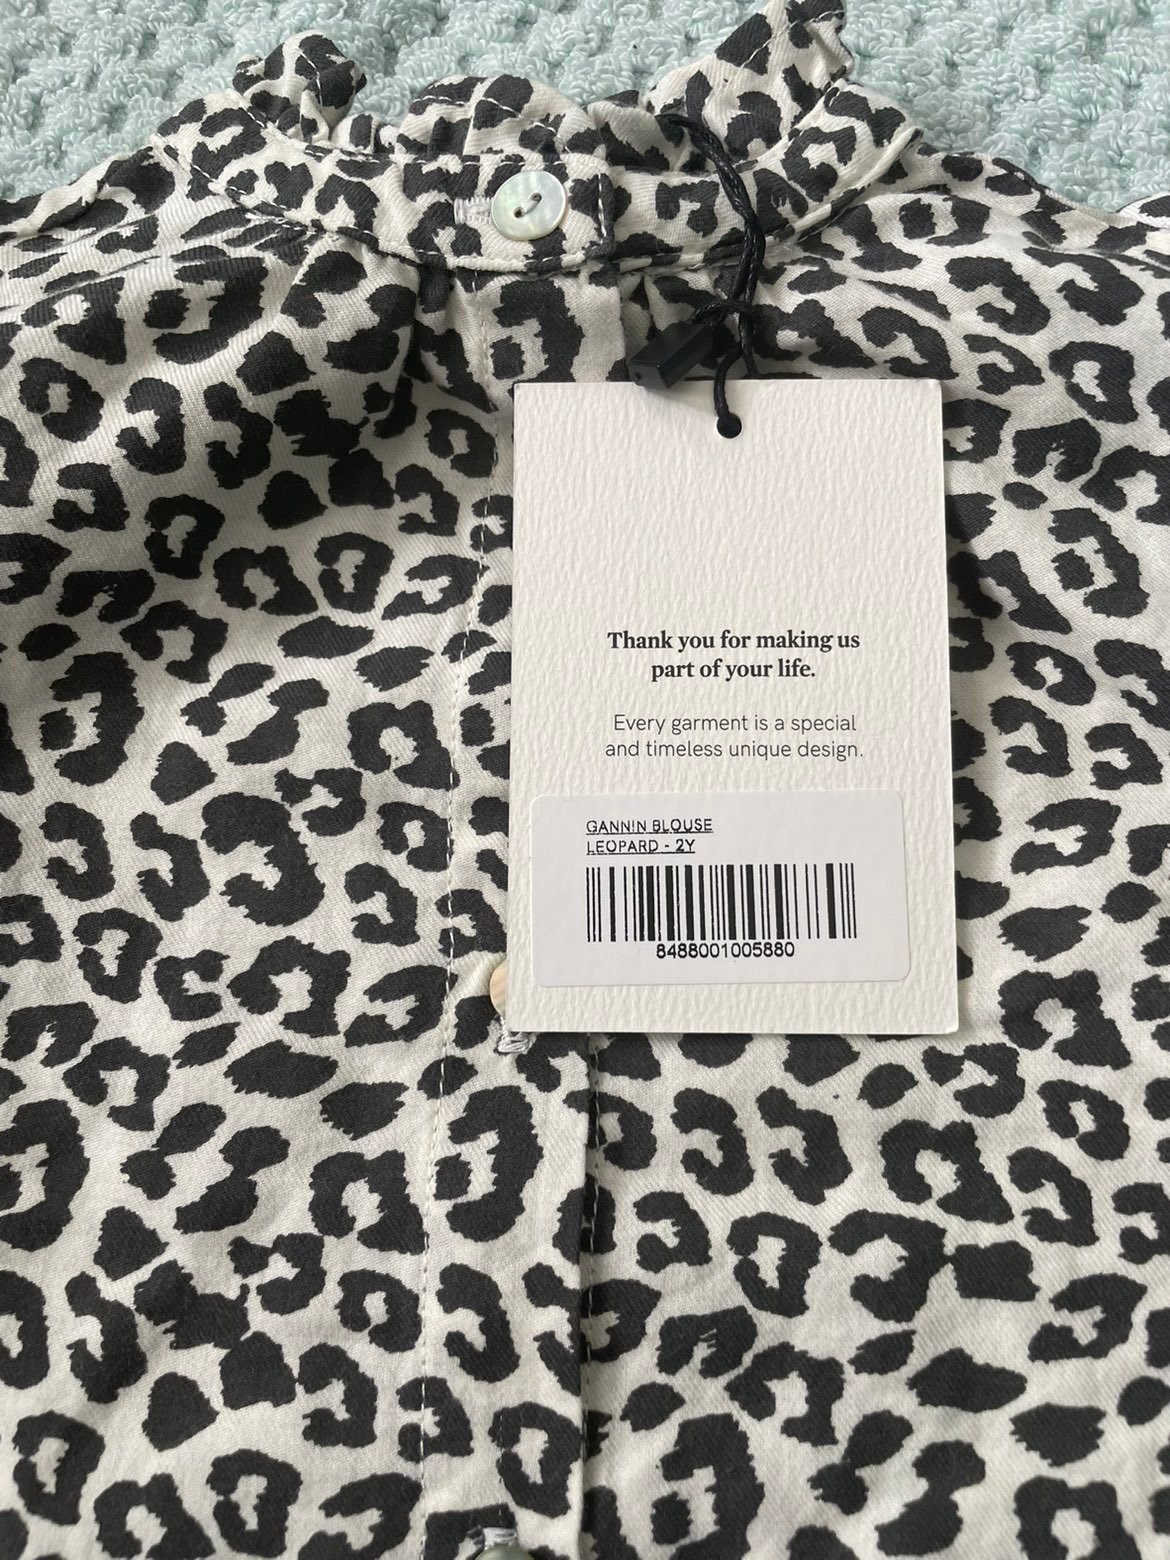 Thank you for making us
part of your life.
Every garment is a special
and timeless unique design.
GANNIN BLOUSE
LEOPARD - 2Y
8488001005880